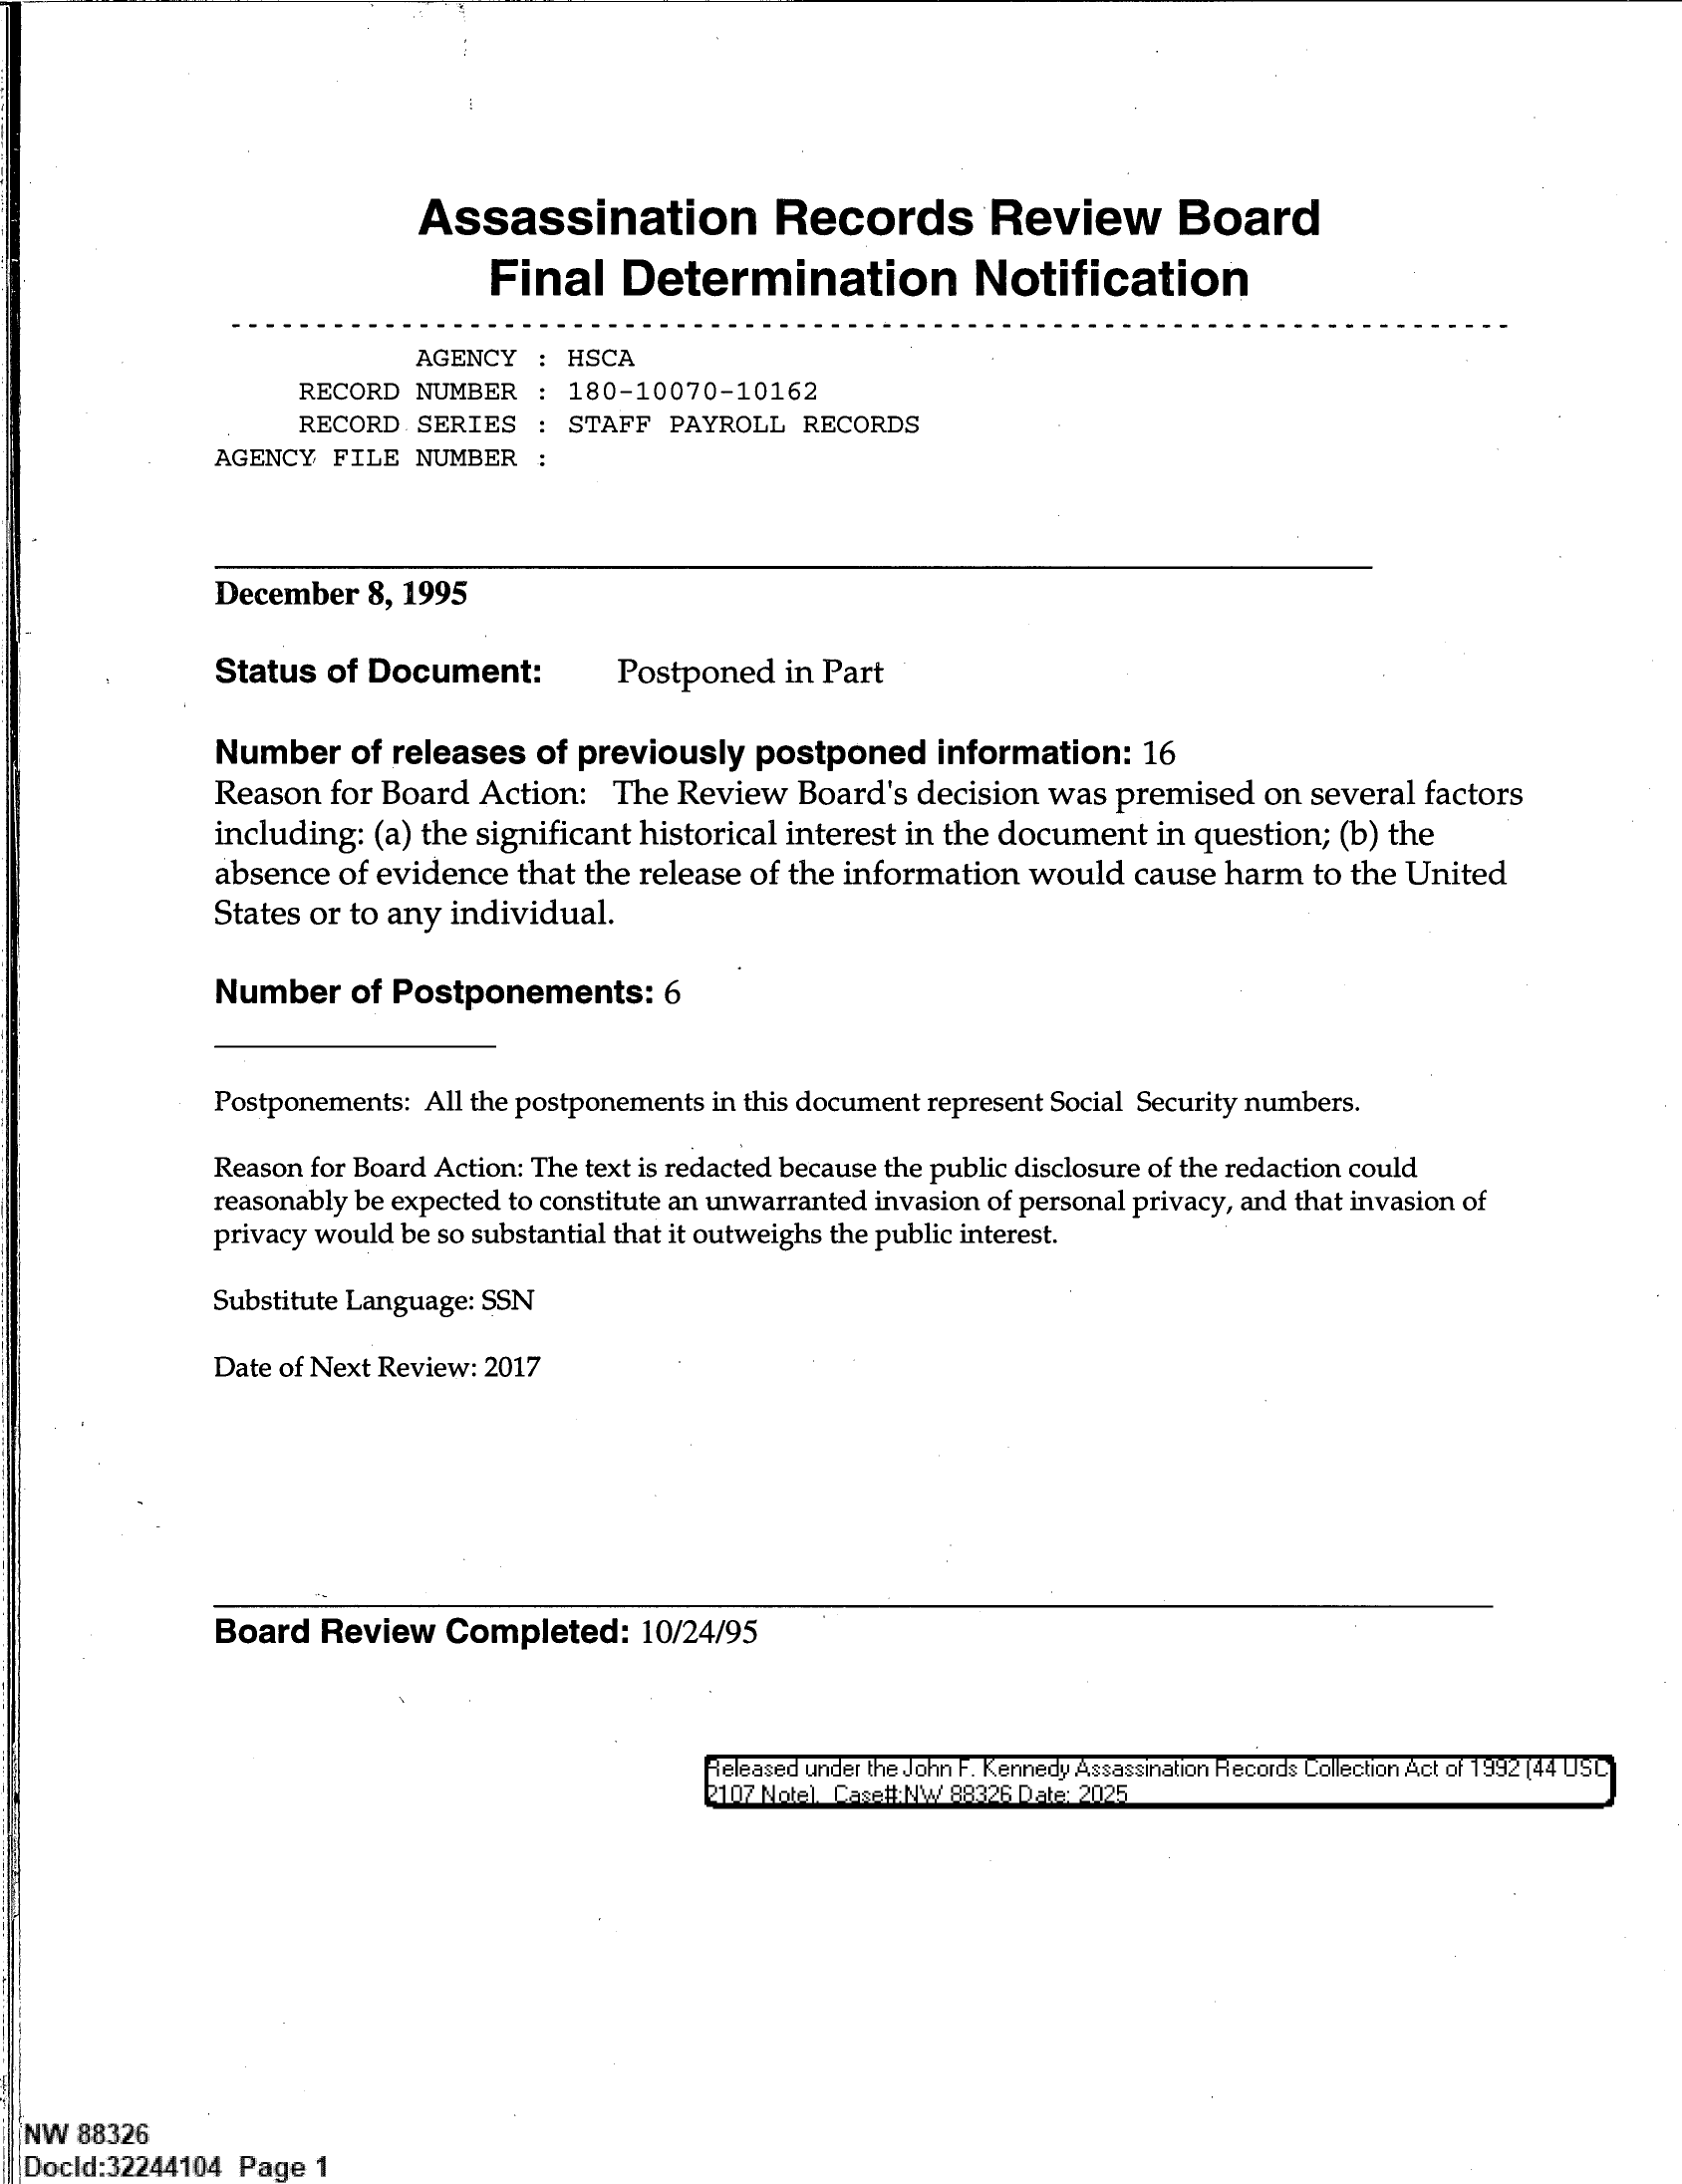 Assassination Records Review Board
Final Determination Notification
AGENCY : HSCA
RECORD NUMBER : 180-10070-10162
RECORD SERIES : STAFF PAYROLL RECORDS
AGENCY FILE NUMBER :
December 8, 1995
Status of Document: Postponed in Part
Number of releases of previously postponed information: 16
Reason for Board Action: The Review Board's decision was premised on several factors
including: (a) the significant historical interest in the document in question; (b) the
absence of evidence that the release of the information would cause harm to the United
States or to any individual.
Number of Postponements: 6
Postponements: All the postponements in this document represent Social Security numbers.
Reason for Board Action: The text is redacted because the public disclosure of the redaction could
reasonably be expected to constitute an unwarranted invasion of personal privacy, and that invasion of
privacy would be so substantial that it outweighs the public interest.
Substitute Language: SSN
Date of Next Review: 2017
Board Review Completed: 10/24/95
Released under the John F. Kennedy Assassination Records Collection Act of 1992 (44 USC
2107 Note). Case#:NW 88326 Date: 2025
NW 88326
DocId:32244104 Page 1